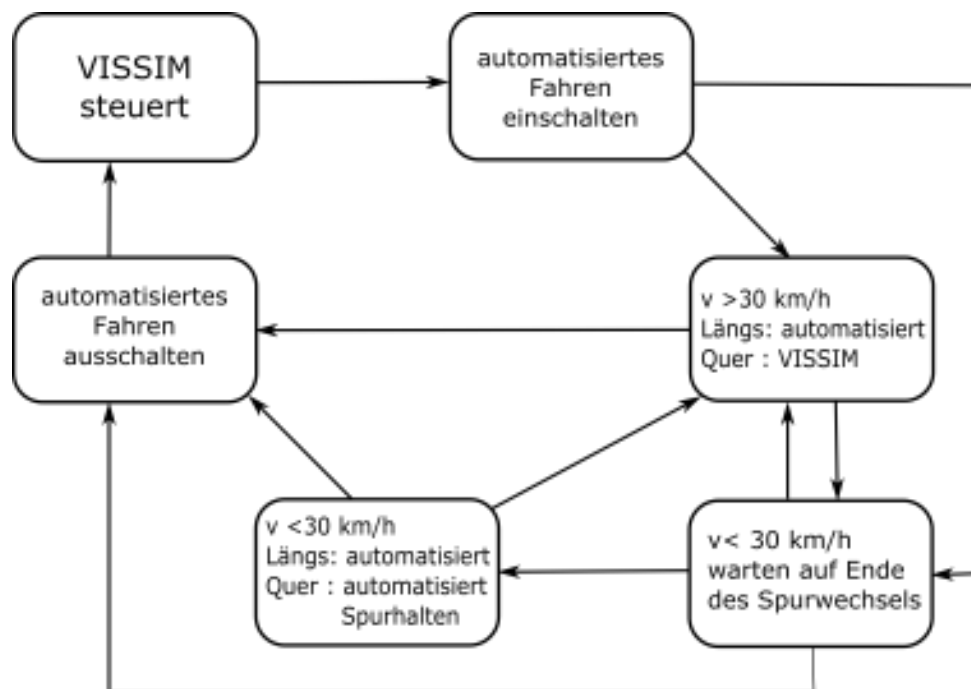 VISSIM
steuert
automatisiertes
Fahren
einschalten
automatisiertes
Fahren
ausschalten
v >30 km/h
Längs: automatisiert
Quer : VISSIM
v <30 km/h
Längs: automatisiert
Quer : automatisiert
Spurhalten
v< 30 km/h
warten auf Ende
des Spurwechsels